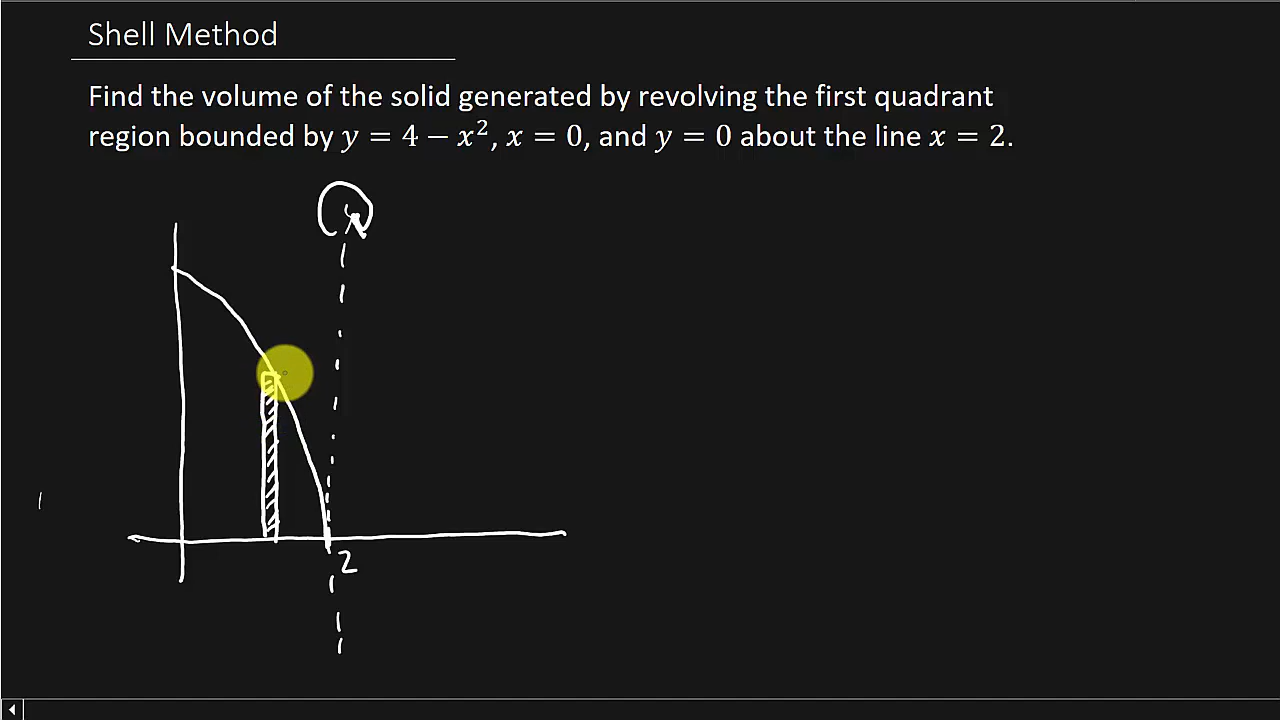 Shell Method
Find the volume of the solid generated by revolving the first quadrant
region bounded by y = 4 − x², x = 0, and y = 0 about the line x = 2.
2